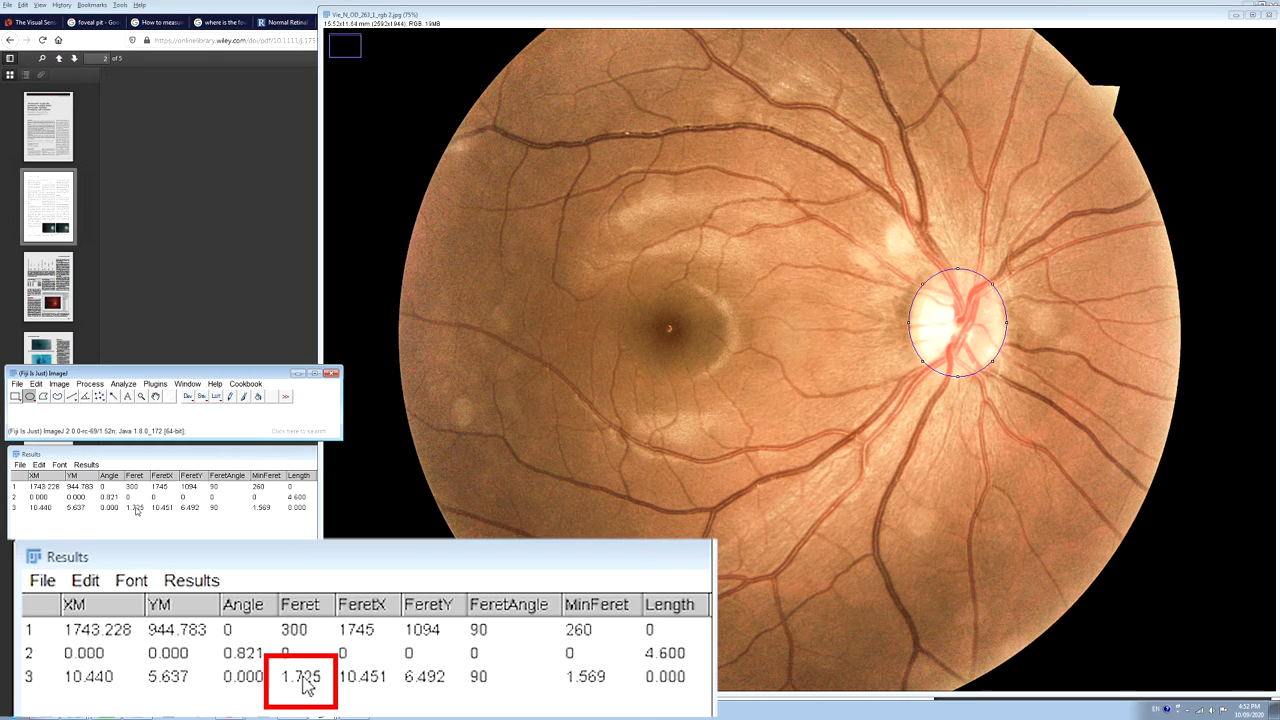 File Edit View History Bookmarks Tools Help
The Visual Sens foveal pit - Goo How to measur where is the fov Normal Retinal
https://onlinelibrary.wiley.com/doi/pdf/10.1111/j.175
2 of 5
Vie_N_OD_263_1_rgb 2.jpg (75%)
15.52x11.64 mm (2592x1944); RGB; 19MB
(Fiji Is Just) ImageJ
File Edit Image Process Analyze Plugins Window Help Cookbook
Dev Stk LUT
(Fiji Is Just) ImageJ 2.0.0-rc-69/1.52n; Java 1.8.0_172 [64-bit];
Click here to search
Results
File Edit Font Results
XM YM Angle Feret FeretX FeretY FeretAngle MinFeret Length
1 1743.228 944.783 0 300 1745 1094 90 260 0
2 0.000 0.000 0.821 0 0 0 0 0 4.600
3 10.440 5.637 0.000 10.451 6.492 90 1.569 0.000
Results
File Edit Font Results
XM YM Angle Feret FeretX FeretY FeretAngle MinFeret Length
1 1743.228 944.783 0 300 1745 1094 90 260 0
2 0.000 0.000 0.821 0 0 0 0 0 4.600
3 10.440 5.637 0.000 10.451 6.492 90 1.569 0.000
EN
4:52 PM
10/09/2020